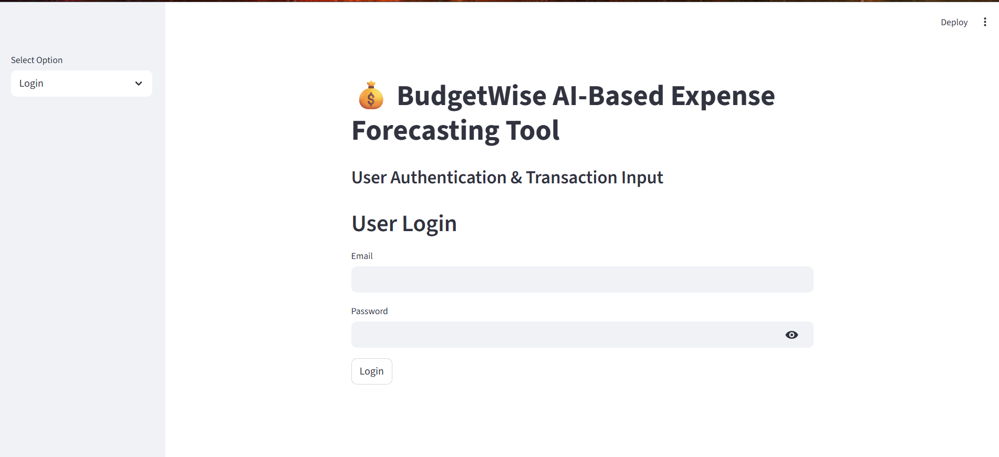 Deploy
Select Option
Login
💰 BudgetWise AI-Based Expense
Forecasting Tool
User Authentication & Transaction Input
User Login
Email
Password
Login